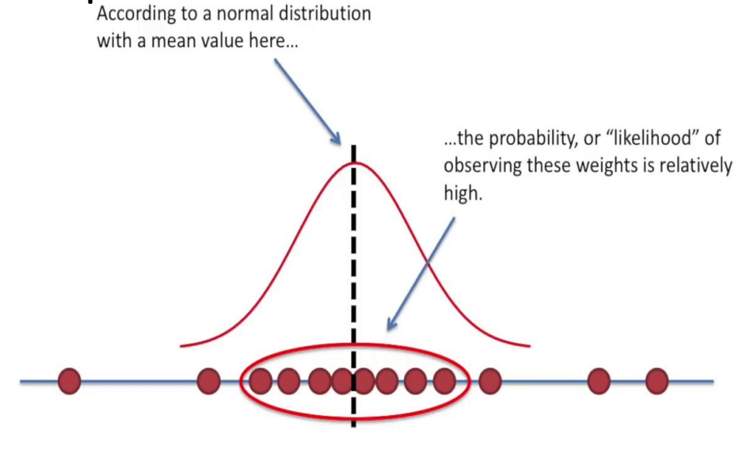 According to a normal distribution
with a mean value here...
...the probability, or “likelihood” of
observing these weights is relatively
high.